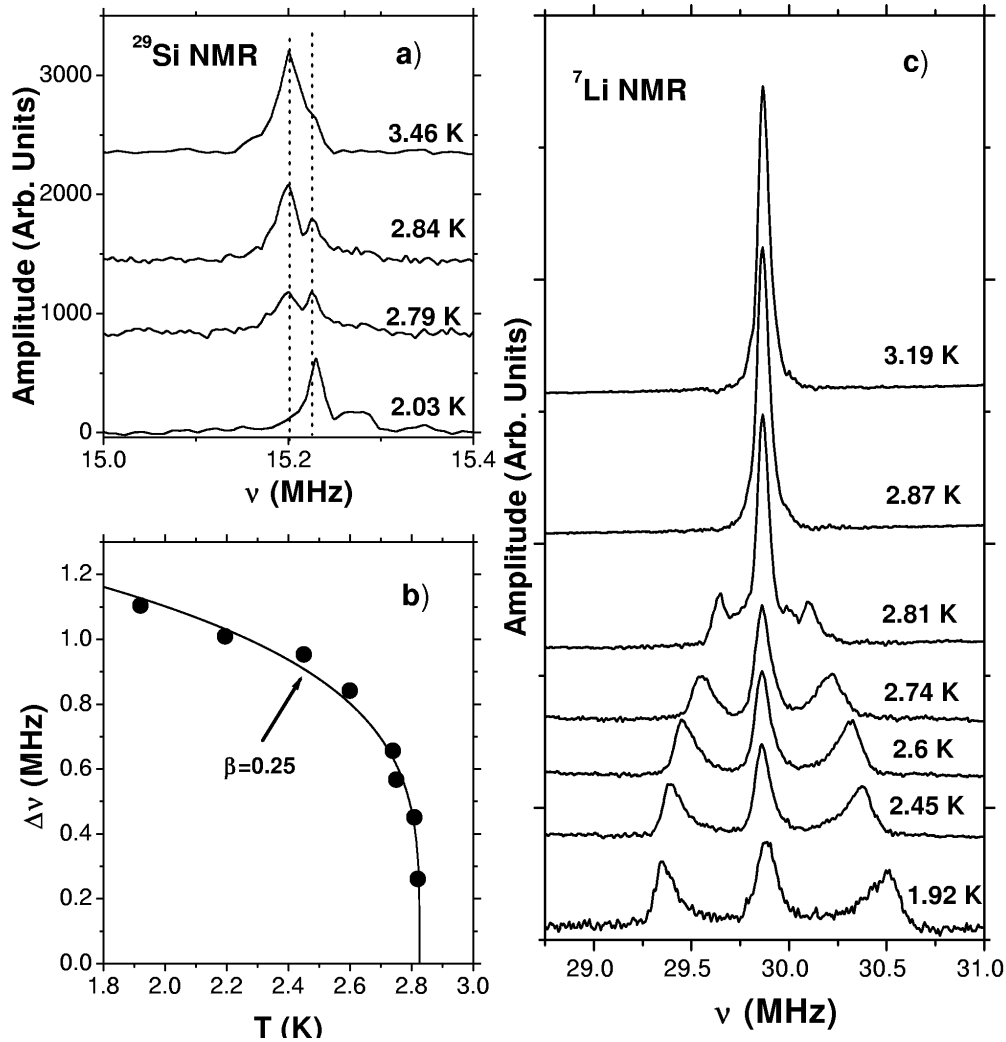 ²⁹Si NMR
a)
3.46 K
2.84 K
2.79 K
2.03 K
3000
2000
1000
0
15.0
15.2
15.4
Amplitude (Arb. Units)
ν (MHz)
b)
β=0.25
1.2
1.0
0.8
0.6
0.4
0.2
0.0
1.8
2.0
2.2
2.4
2.6
2.8
3.0
Δν (MHz)
T (K)
c)
⁷Li NMR
3.19 K
2.87 K
2.81 K
2.74 K
2.6 K
2.45 K
1.92 K
29.0
29.5
30.0
30.5
31.0
Amplitude (Arb. Units)
ν (MHz)